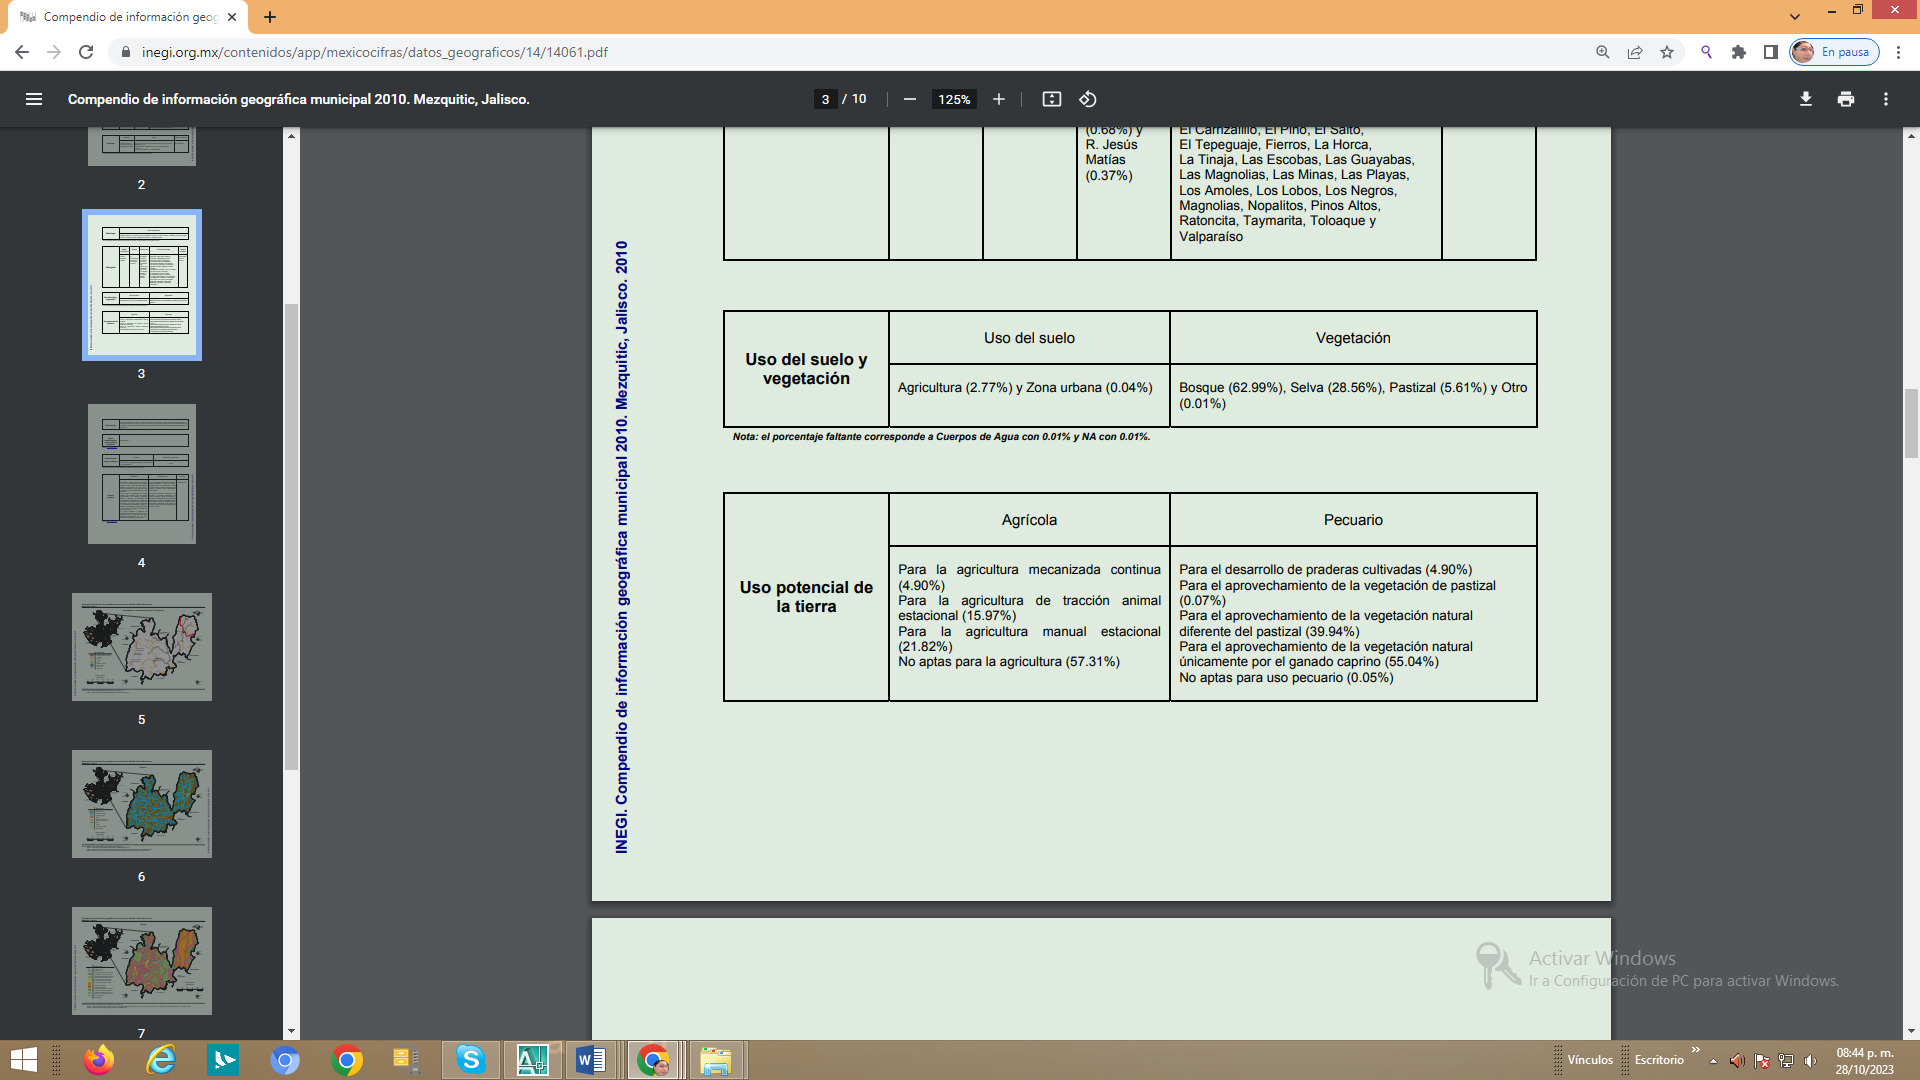 Compendio de información geog
inegi.org.mx/contenidos/app/mexicocifras/datos_geograficos/14/14061.pdf
En pausa
Compendio de información geográfica municipal 2010. Mezquitic, Jalisco.
3 / 10
125%
2
3
4
5
6
7
INEGI. Compendio de información geográfica municipal 2010. Mezquitic, Jalisco. 2010
(0.68%) y
R. Jesús
Matías
(0.37%)
El Carrizalillo, El Pino, El Salto,
El Tepeguaje, Fierros, La Horca,
La Tinaja, Las Escobas, Las Guayabas,
Las Magnolias, Las Minas, Las Playas,
Los Amoles, Los Lobos, Los Negros,
Magnolias, Nopalitos, Pinos Altos,
Ratoncita, Taymarita, Toloaque y
Valparaíso
Uso del suelo y
vegetación
Uso del suelo
Vegetación
Agricultura (2.77%) y Zona urbana (0.04%)
Bosque (62.99%), Selva (28.56%), Pastizal (5.61%) y Otro
(0.01%)
Nota: el porcentaje faltante corresponde a Cuerpos de Agua con 0.01% y NA con 0.01%.
Uso potencial de
la tierra
Agrícola
Pecuario
Para la agricultura mecanizada continua
(4.90%)
Para la agricultura de tracción animal
estacional (15.97%)
Para la agricultura manual estacional
(21.82%)
No aptas para la agricultura (57.31%)
Para el desarrollo de praderas cultivadas (4.90%)
Para el aprovechamiento de la vegetación de pastizal
(0.07%)
Para el aprovechamiento de la vegetación natural
diferente del pastizal (39.94%)
Para el aprovechamiento de la vegetación natural
únicamente por el ganado caprino (55.04%)
No aptas para uso pecuario (0.05%)
Activar Windows
Ir a Configuración de PC para activar Windows.
Vínculos
Escritorio
08:44 p. m.
28/10/2023